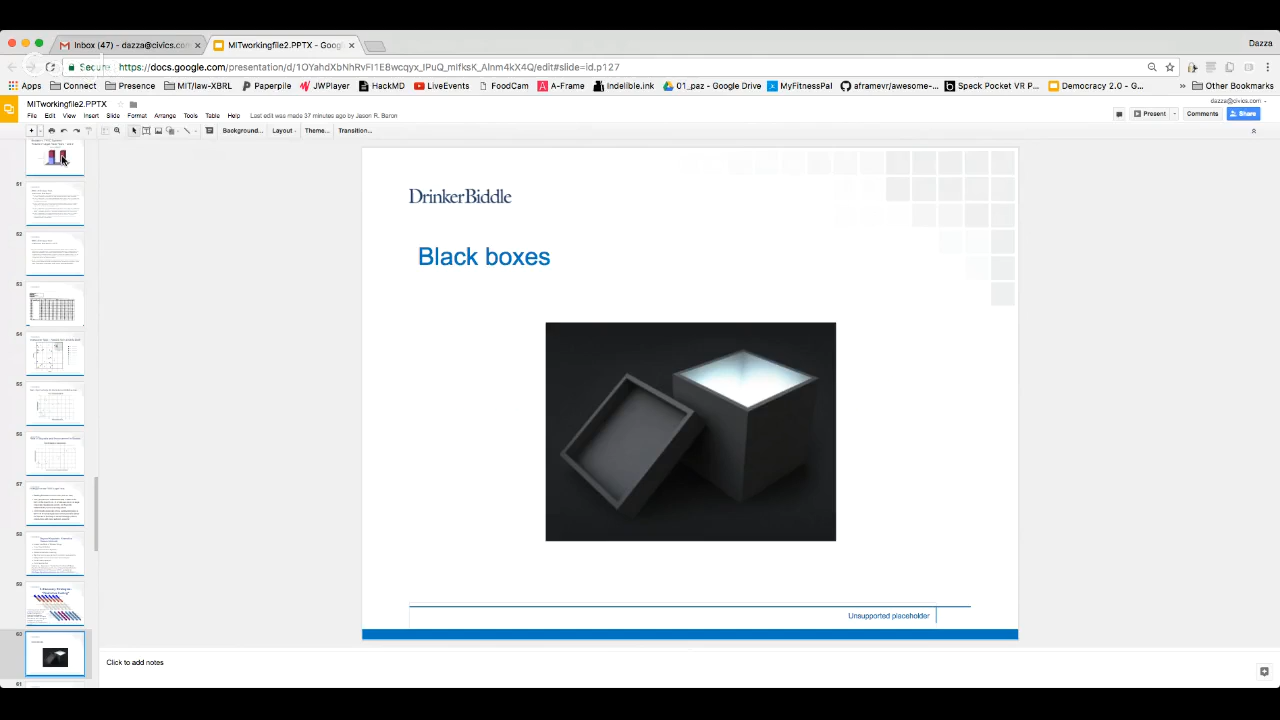 Inbox (47) - dazza@civics.com
MITworkingfile2.PPTX - Goog
Dazza
Secure
https://docs.google.com/presentation/d/1OYahdXbNhRvFI1E8wcqyx_IPuQ_mifksK_Alnm4kX4Q/edit#slide=id.p127
Apps
Connect
Presence
MIT/law-XBRL
Paperpile
JWPlayer
HackMD
LiveEvents
FoodCam
A-Frame
Indelible.ink
01_paz - Google Drive
MyFitnessPal
aframevr/awesome-...
Speck Pocket VR P...
Democracy 2.0 - G...
Other Bookmarks
MITworkingfile2.PPTX
dazza@civics.com
File Edit View Insert Slide Format Arrange Tools Table Help
Last edit was made 37 minutes ago by Jason R. Baron
Present
Comments
Share
Background...
Layout
Theme...
Transition...
51
52
53
54
55
56
57
58
59
60
61
DrinkerBiddle
Black boxes
Unsupported placeholder
Click to add notes